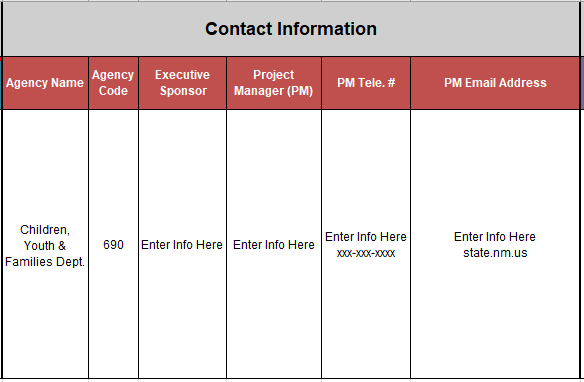 Contact Information
Agency Name
Agency
Code
Executive
Sponsor
Project
Manager (PM)
PM Tele. #
PM Email Address
Children,
Youth &
Families Dept.
690
Enter Info Here
Enter Info Here
Enter Info Here
xxx-xxx-xxxx
Enter Info Here
state.nm.us